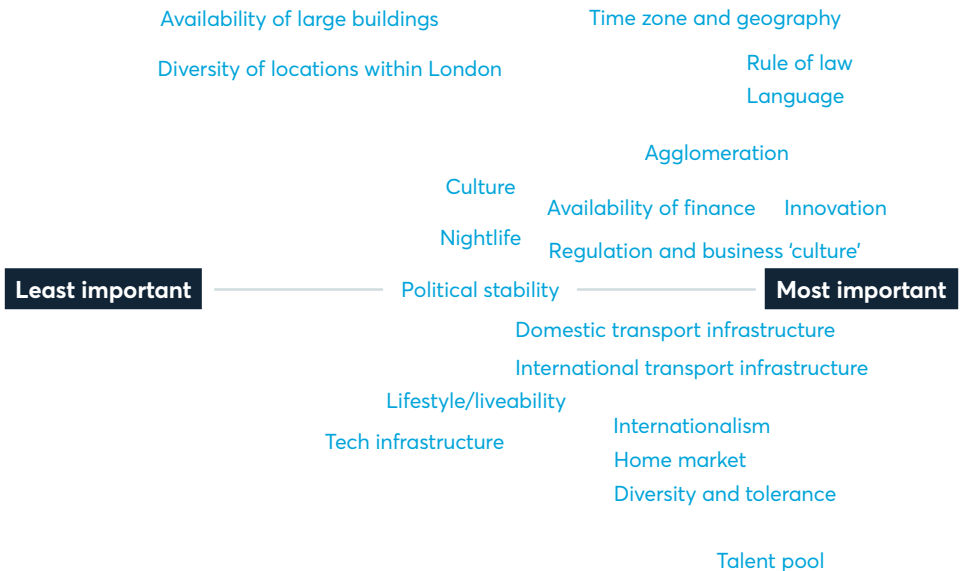 Availability of large buildings
Time zone and geography
Diversity of locations within London
Rule of law
Language
Agglomeration
Culture
Availability of finance
Innovation
Nightlife
Regulation and business ‘culture’
Least important
Political stability
Most important
Domestic transport infrastructure
International transport infrastructure
Lifestyle/liveability
Tech infrastructure
Internationalism
Home market
Diversity and tolerance
Talent pool